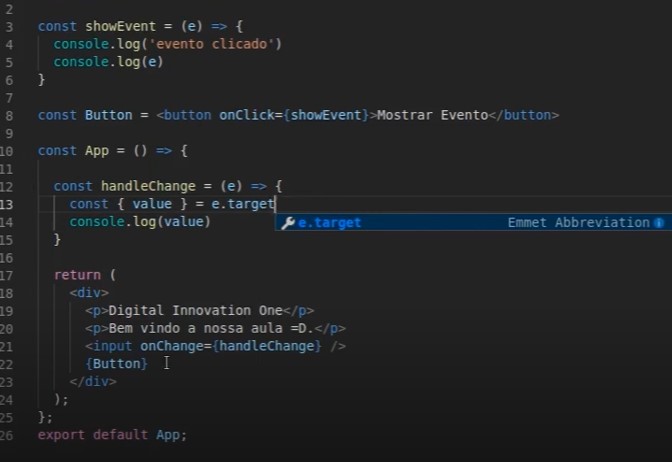 2
3 const showEvent = (e) => {
4 console.log('evento clicado')
5 console.log(e)
6 }
7
8 const Button = <button onClick={showEvent}>Mostrar Evento</button>
9
10 const App = () => {
11
12 const handleChange = (e) => {
13 const { value } = e.target
e.target Emmet Abbreviation
14 console.log(value)
15 }
16
17 return (
18 <div>
19 <p>Digital Innovation One</p>
20 <p>Bem vindo a nossa aula =D.</p>
21 <input onChange={handleChange} />
22 {Button}
23 </div>
24 );
25 };
26 export default App;